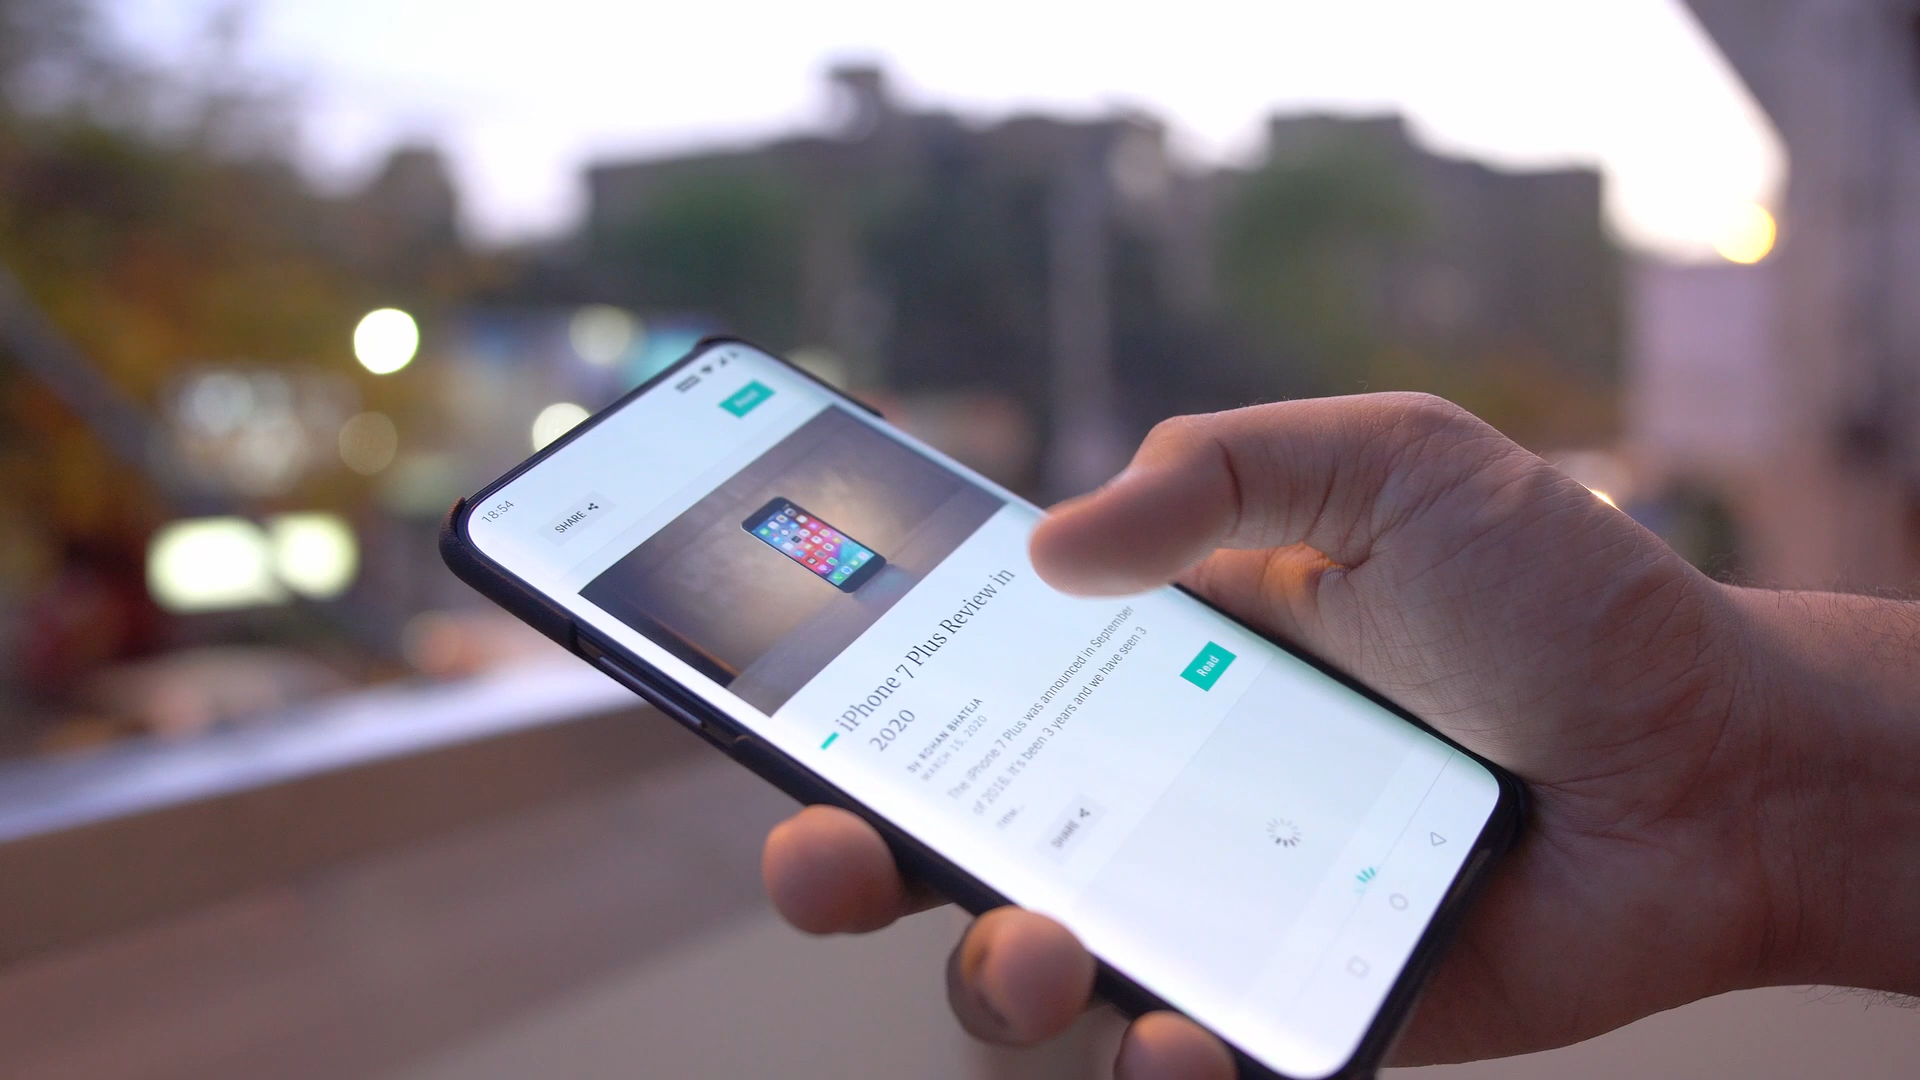 18:54
Read
SHARE
iPhone 7 Plus Review in
2020
by ROHAN BHATEJA
MARCH 15, 2020
The iPhone 7 Plus was announced in September
of 2016. It's been 3 years and we have seen 3
new...
SHARE
Read